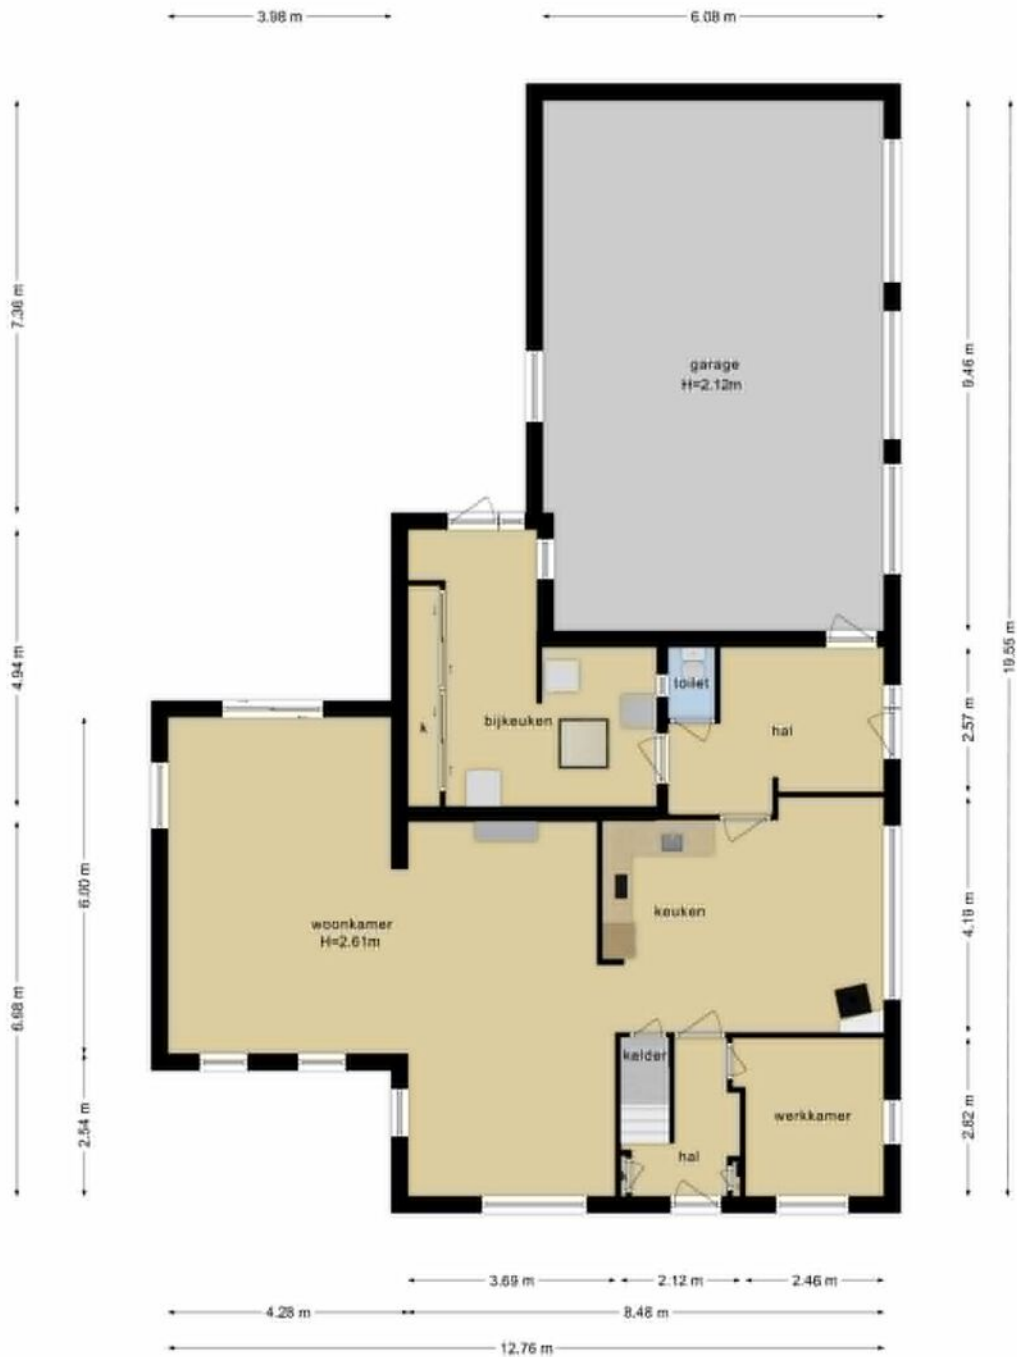 3.98 m
6.08 m
7.36 m
9.46 m
garage
H=2.12m
19.55 m
4.94 m
2.57 m
toilet
bijkeuken
k
hal
6.00 m
4.19 m
keuken
woonkamer
H=2.61m
6.68 m
kelder
2.54 m
2.82 m
werkkamer
hal
3.69 m
2.12 m
2.46 m
4.28 m
8.48 m
12.76 m